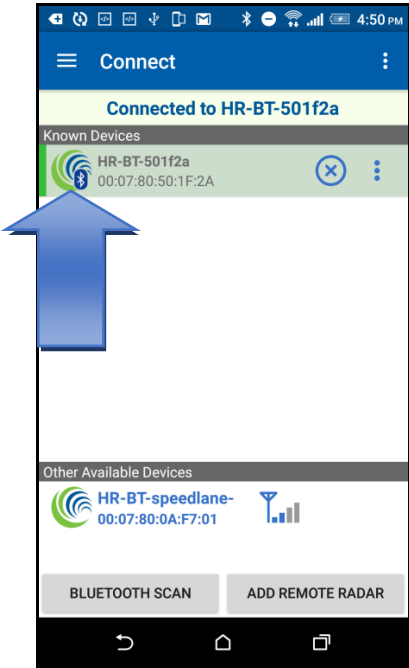 4:50 PM
Connect
Connected to HR-BT-501f2a
Known Devices
HR-BT-501f2a
00:07:80:50:1F:2A
Other Available Devices
HR-BT-speedlane-
00:07:80:0A:F7:01
BLUETOOTH SCAN ADD REMOTE RADAR